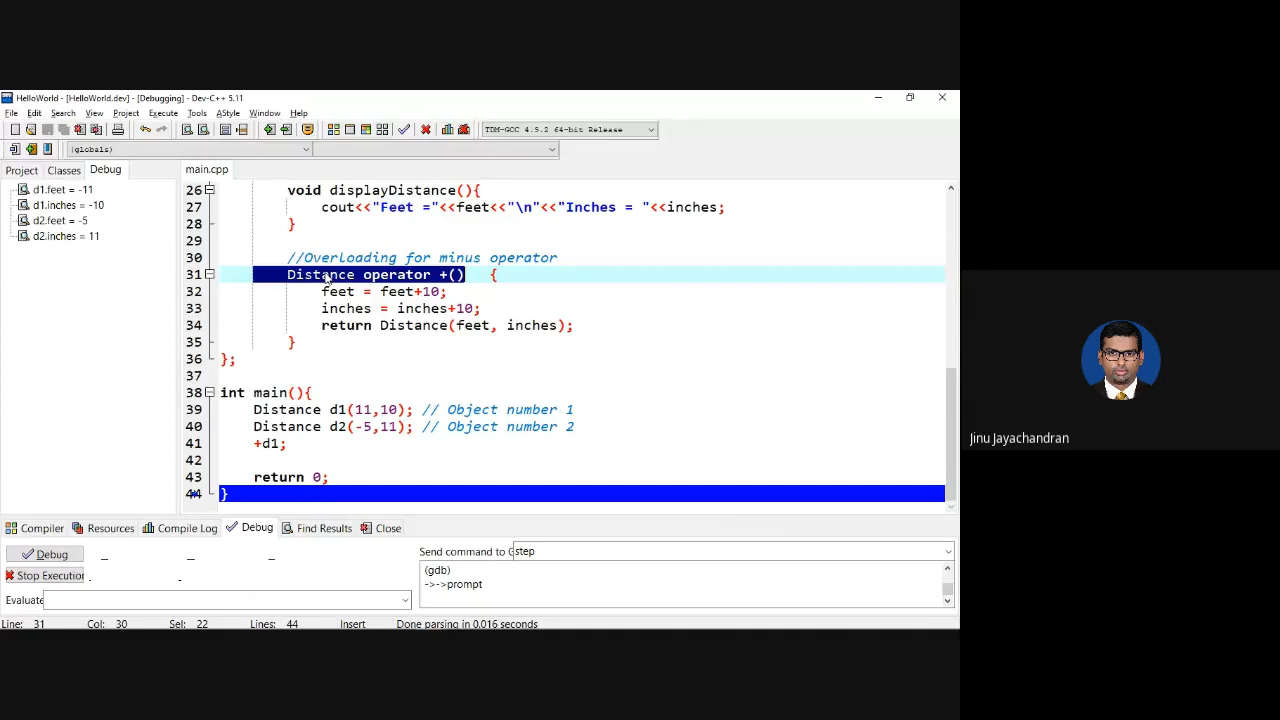 HelloWorld - [HelloWorld.dev] - [Debugging] - Dev-C++ 5.11
File Edit Search View Project Execute Tools AStyle Window Help
TDM-GCC 4.9.2 64-bit Release
(globals)
Project Classes Debug
main.cpp
d1.feet = -11
d1.inches = -10
d2.feet = -5
d2.inches = 11
26 void displayDistance(){
27 cout<<"Feet ="<<feet<<"\n"<<"Inches = "<<inches;
28 }
29
30 //Overloading for minus operator
31 Distance operator +() {
32 feet = feet+10;
33 inches = inches+10;
34 return Distance(feet, inches);
35 }
36 };
37
38 int main(){
39 Distance d1(11,10); // Object number 1
40 Distance d2(-5,11); // Object number 2
41 +d1;
42
43 return 0;
44 }
Compiler Resources Compile Log Debug Find Results Close
Debug
Stop Execution
Evaluate
Send command to G
step
(gdb)
->->prompt
Line: 31 Col: 30 Sel: 22 Lines: 44 Insert Done parsing in 0.016 seconds
Jinu Jayachandran